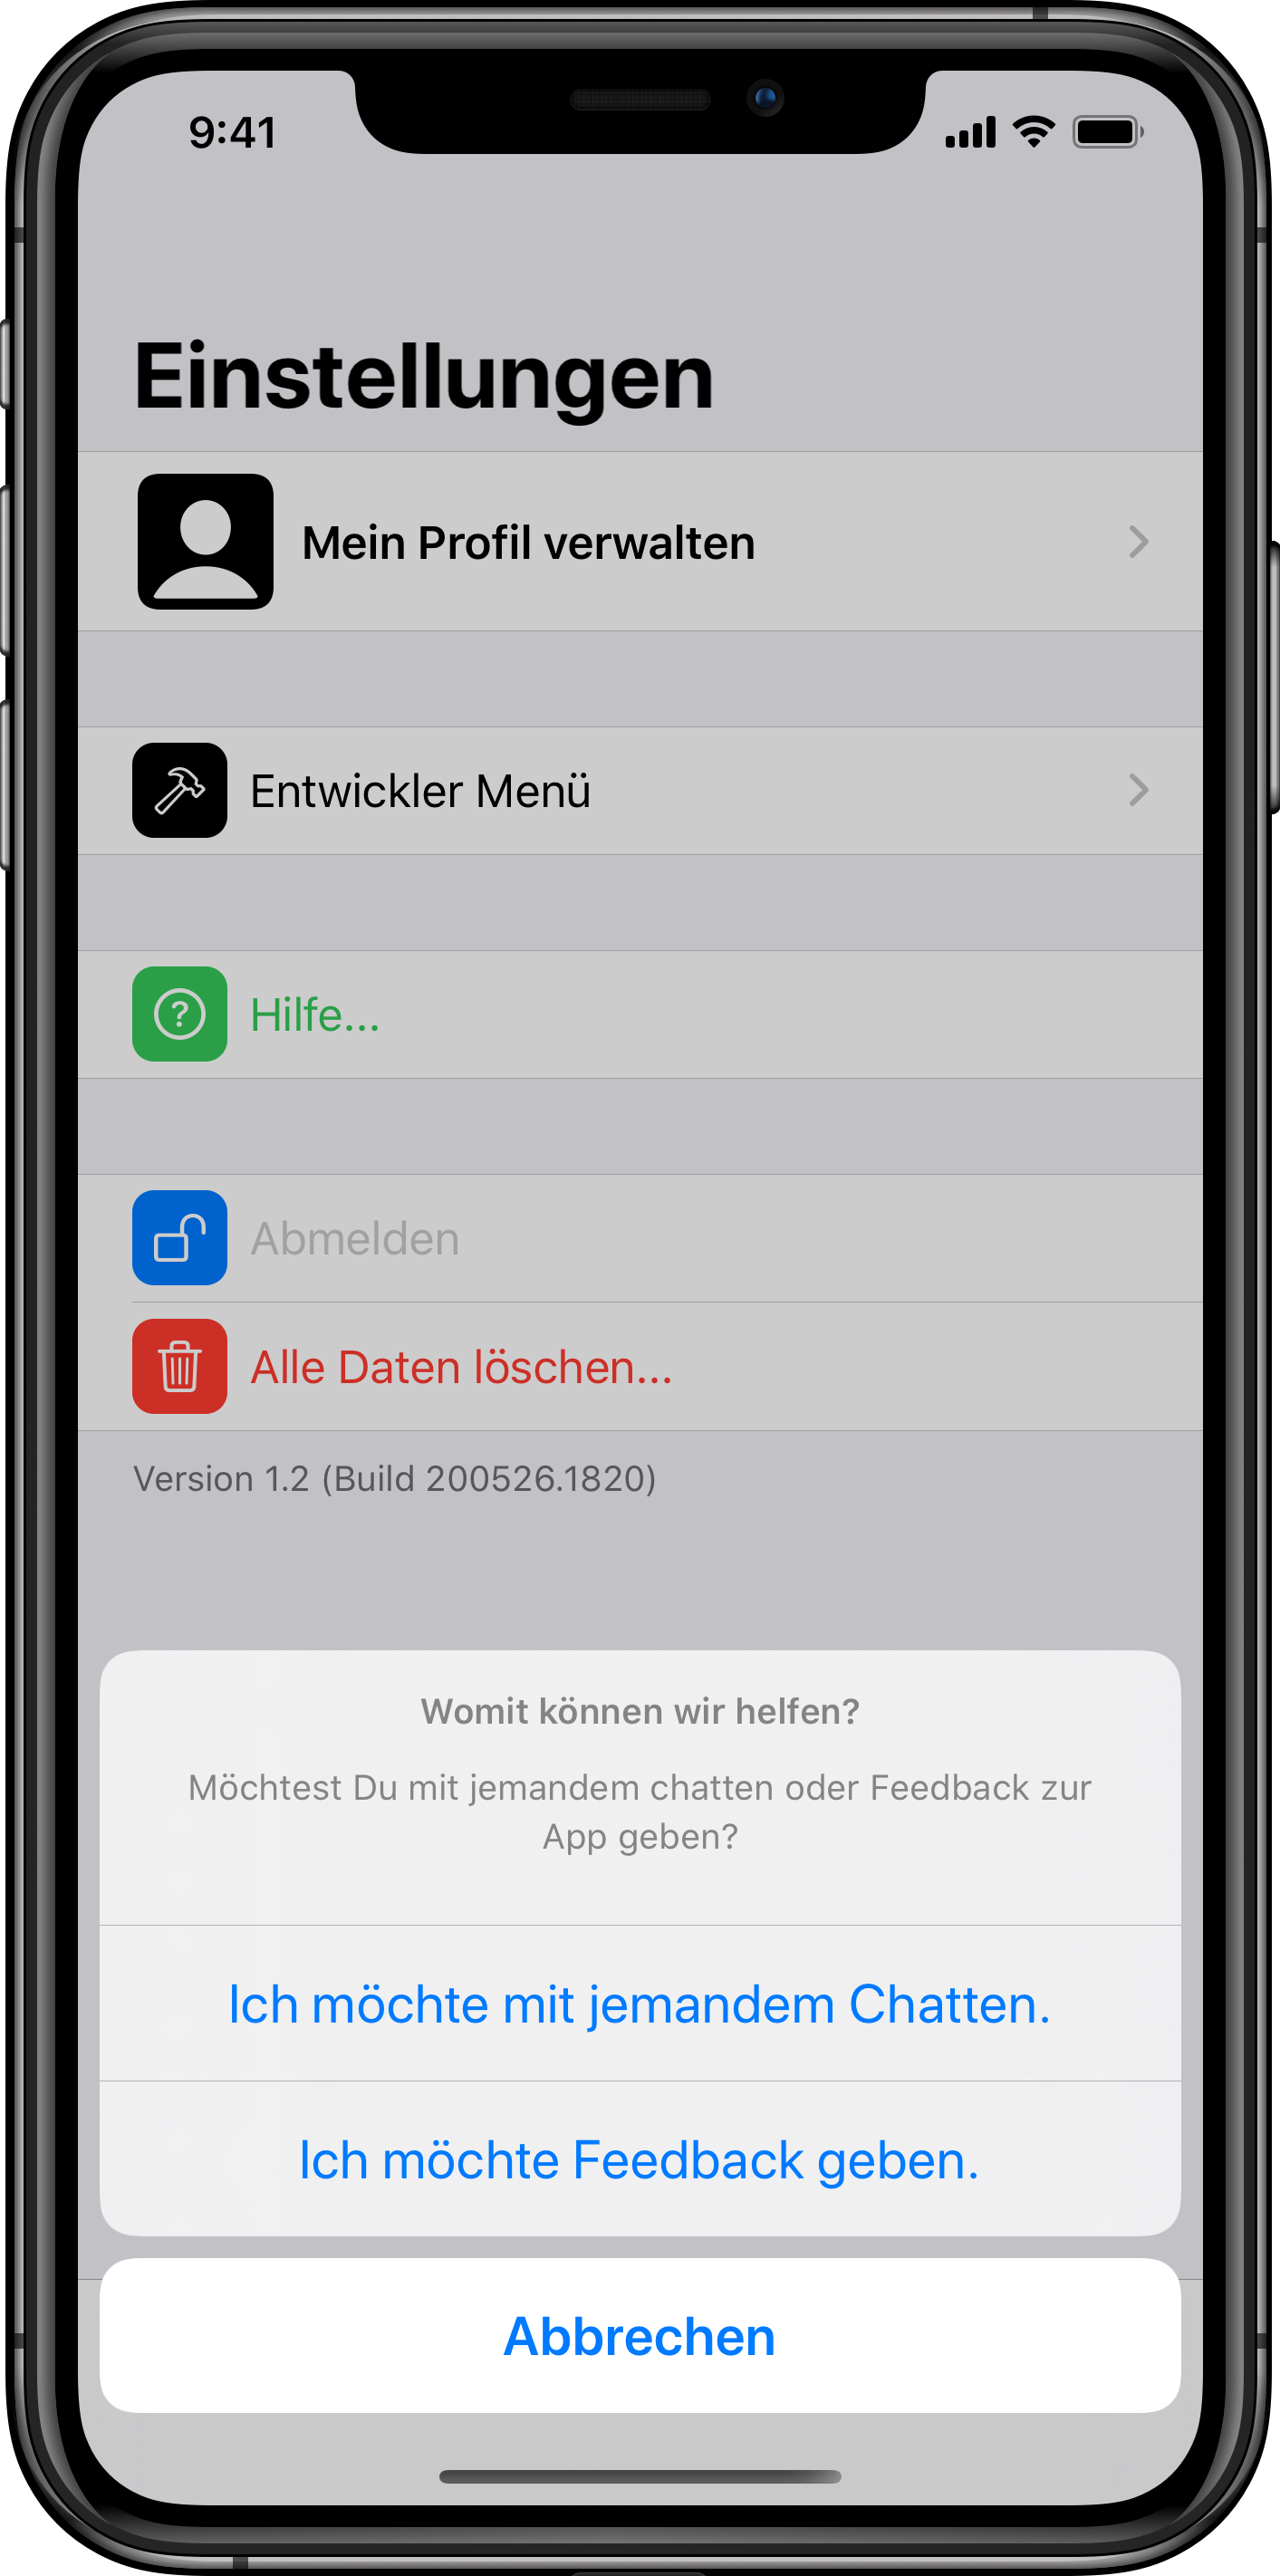 9:41
Einstellungen
Mein Profil verwalten
Entwickler Menü
Hilfe...
Abmelden
Alle Daten löschen...
Version 1.2 (Build 200526.1820)
Womit können wir helfen?
Möchtest Du mit jemandem chatten oder Feedback zur
App geben?
Ich möchte mit jemandem Chatten.
Ich möchte Feedback geben.
Abbrechen